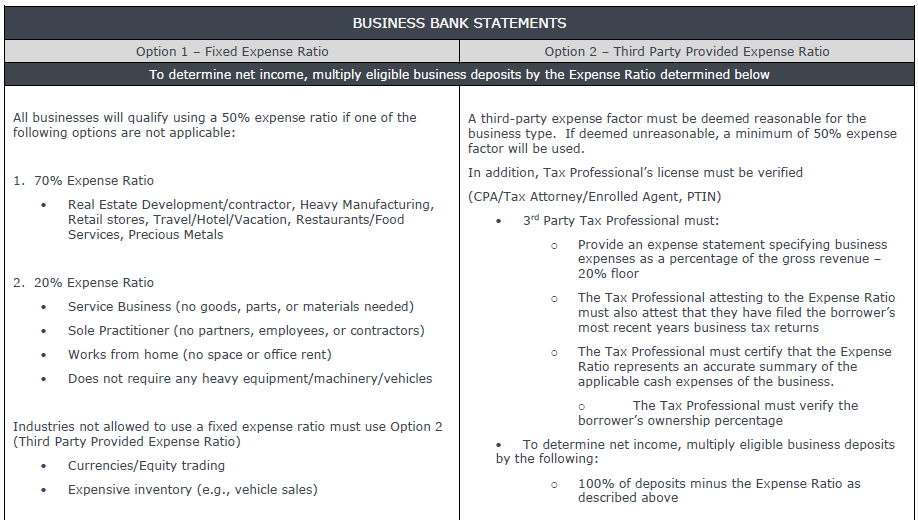 BUSINESS BANK STATEMENTS
Option 1 – Fixed Expense Ratio
Option 2 – Third Party Provided Expense Ratio
To determine net income, multiply eligible business deposits by the Expense Ratio determined below
All businesses will qualify using a 50% expense ratio if one of the
following options are not applicable:
1. 70% Expense Ratio
• Real Estate Development/contractor, Heavy Manufacturing,
Retail stores, Travel/Hotel/Vacation, Restaurants/Food
Services, Precious Metals
2. 20% Expense Ratio
• Service Business (no goods, parts, or materials needed)
• Sole Practitioner (no partners, employees, or contractors)
• Works from home (no space or office rent)
• Does not require any heavy equipment/machinery/vehicles
Industries not allowed to use a fixed expense ratio must use Option 2
(Third Party Provided Expense Ratio)
• Currencies/Equity trading
• Expensive inventory (e.g., vehicle sales)
A third-party expense factor must be deemed reasonable for the
business type. If deemed unreasonable, a minimum of 50% expense
factor will be used.
In addition, Tax Professional's license must be verified
(CPA/Tax Attorney/Enrolled Agent, PTIN)
• 3rd Party Tax Professional must:
o Provide an expense statement specifying business
expenses as a percentage of the gross revenue –
20% floor
o The Tax Professional attesting to the Expense Ratio
must also attest that they have filed the borrower's
most recent years business tax returns
o The Tax Professional must certify that the Expense
Ratio represents an accurate summary of the
applicable cash expenses of the business.
o The Tax Professional must verify the
borrower's ownership percentage
• To determine net income, multiply eligible business deposits
by the following:
o 100% of deposits minus the Expense Ratio as
described above